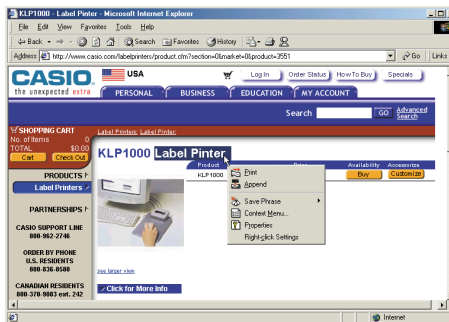 KLP1000 - Label Pinter - Microsoft Internet Explorer
File Edit View Favorites Tools Help
Back Search Favorites History
Address http://www.casio.com/labelprinters/product.cfm?section=0&market=0&product=3551 Go Links
CASIO.
the unexpected extra
USA
Log In Order Status How To Buy Specials
PERSONAL BUSINESS EDUCATION MY ACCOUNT
Search GO Advanced Search
SHOPPING CART
No. of Items 0
TOTAL $0.00
Cart Check Out
Label Printers: Label Printer:
KLP1000 Label Pinter
Product Price Availability Accessorize
KLP1000 Buy Customize
PRODUCTS
Label Printers
PARTNERSHIPS
CASIO SUPPORT LINE
800-962-2746
ORDER BY PHONE
U.S. RESIDENTS
800-836-8580
CANADIAN RESIDENTS
800-370-9083 ext. 242
Print
Append
Save Phrase
Context Menu...
Properties
Right-click Settings
see larger view
Click for More Info
Internet